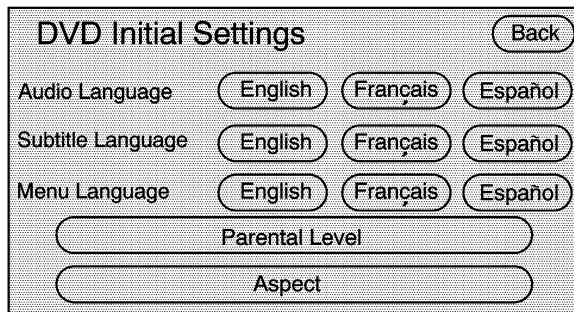 DVD Initial Settings Back
Audio Language English Français Español
Subtitle Language English Français Español
Menu Language English Français Español
Parental Level
Aspect